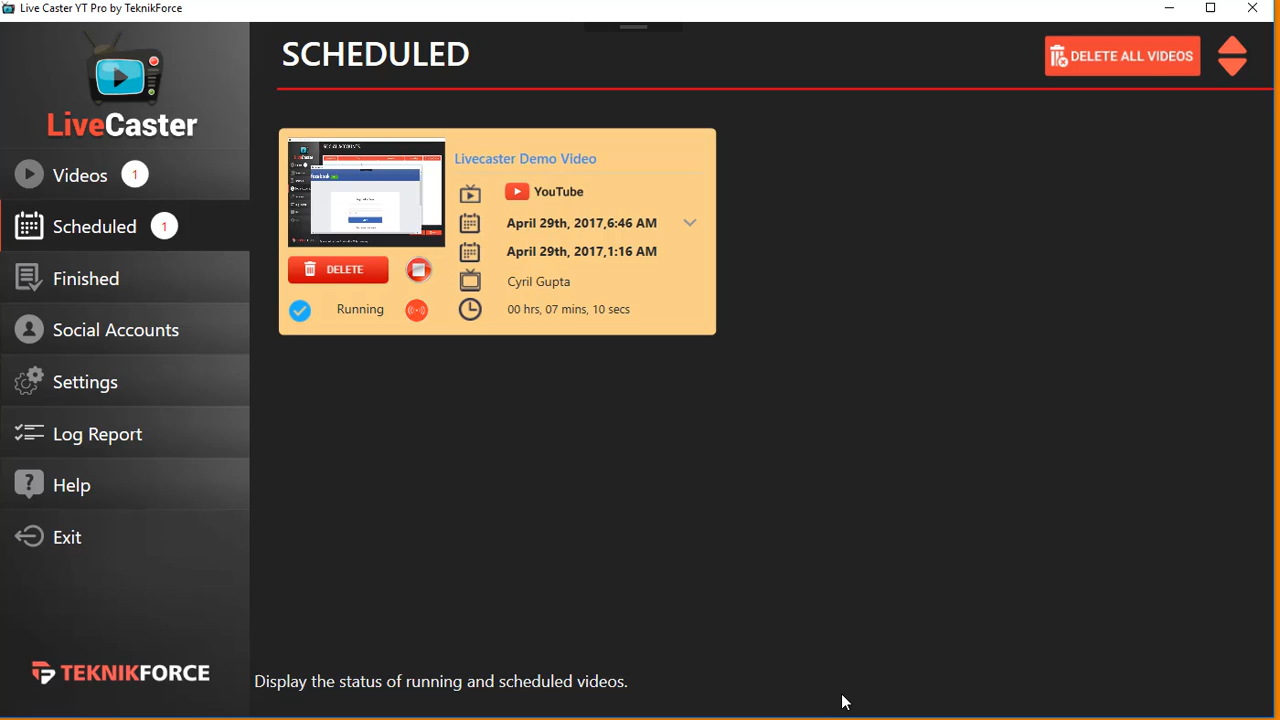 Live Caster YT Pro by TeknikForce
LiveCaster
Videos 1
Scheduled 1
Finished
Social Accounts
Settings
Log Report
Help
Exit
TEKNIKFORCE
SCHEDULED
DELETE ALL VIDEOS
Livecaster Demo Video
YouTube
April 29th, 2017,6:46 AM
April 29th, 2017,1:16 AM
Cyril Gupta
00 hrs, 07 mins, 10 secs
DELETE
Running
Display the status of running and scheduled videos.